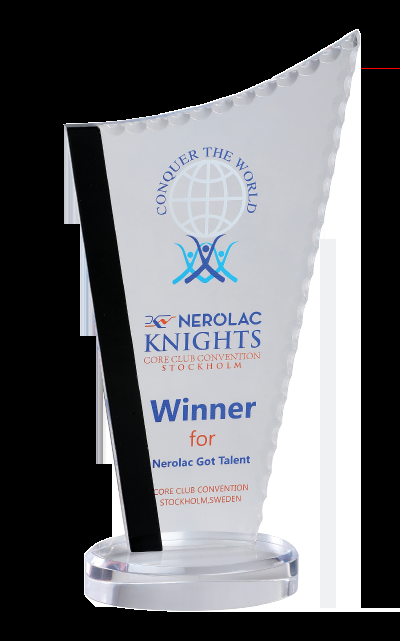 CONQUER THE WORLD
NEROLAC
KNIGHTS
CORE CLUB CONVENTION
STOCKHOLM
Winner
for
Nerolac Got Talent
CORE CLUB CONVENTION
STOCKHOLM,SWEDEN